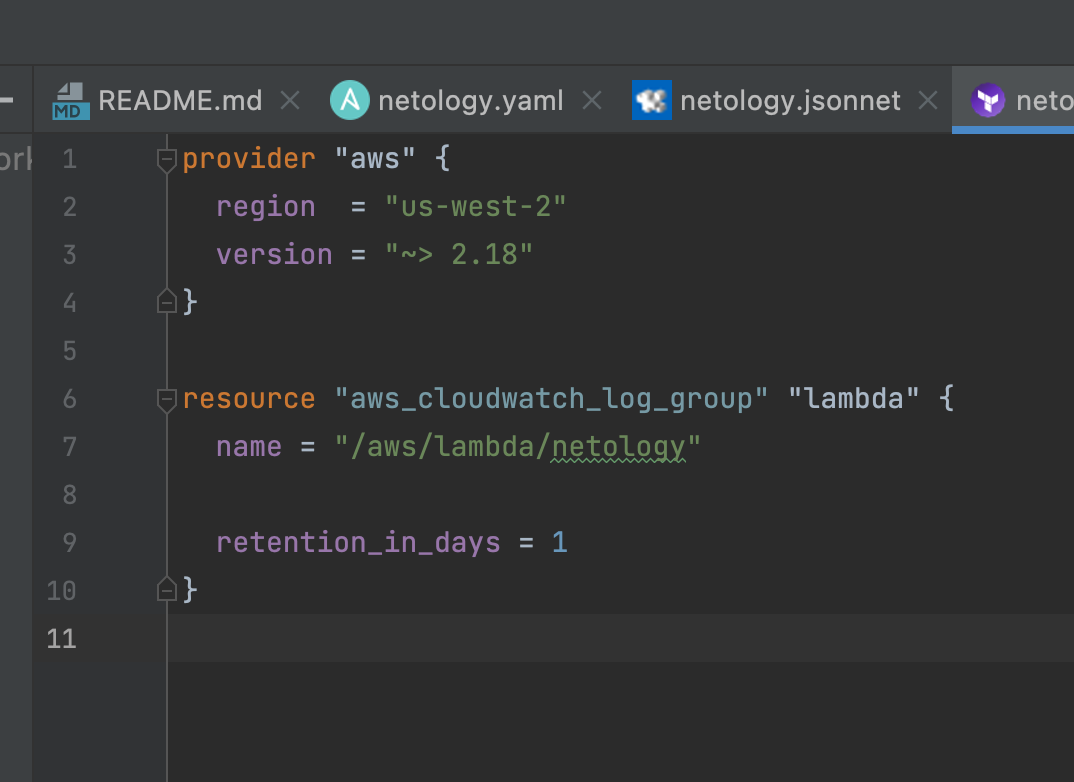 README.md netology.yaml netology.jsonnet neto
ork
1 provider "aws" {
2   region  = "us-west-2"
3   version = "~> 2.18"
4 }
5
6 resource "aws_cloudwatch_log_group" "lambda" {
7   name = "/aws/lambda/netology"
8
9   retention_in_days = 1
10 }
11